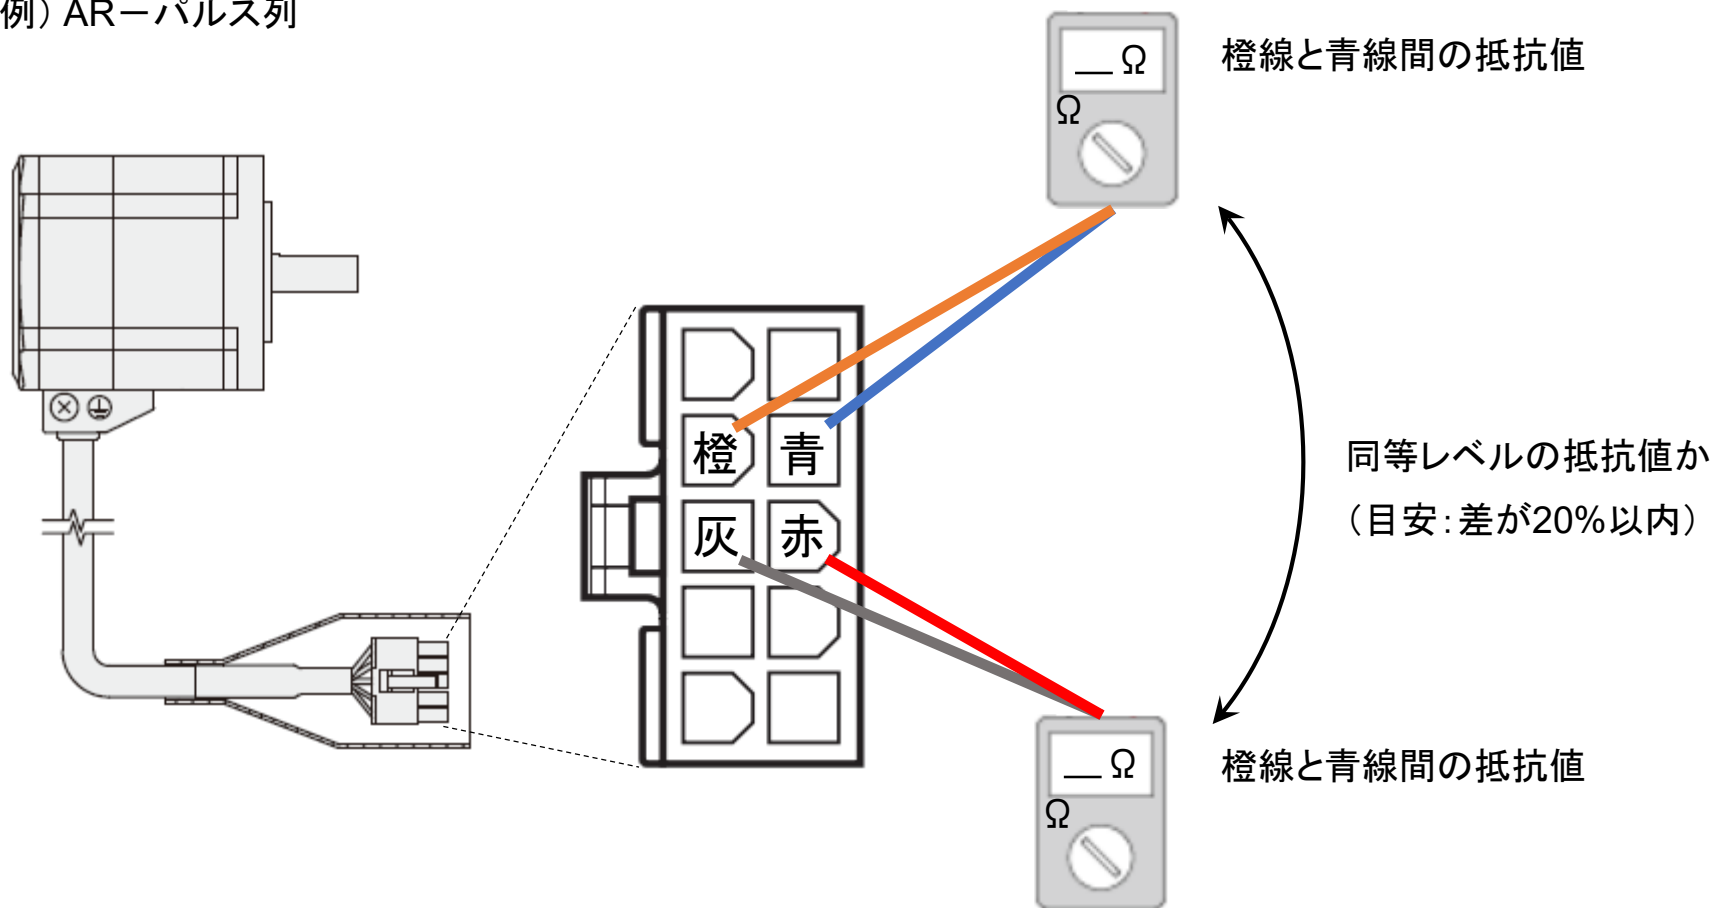 例）ARーパルス列
Ω
橙線と青線間の抵抗値
Ω
橙 青
灰 赤
同等レベルの抵抗値か
（目安：差が20%以内）
Ω
橙線と青線間の抵抗値
Ω